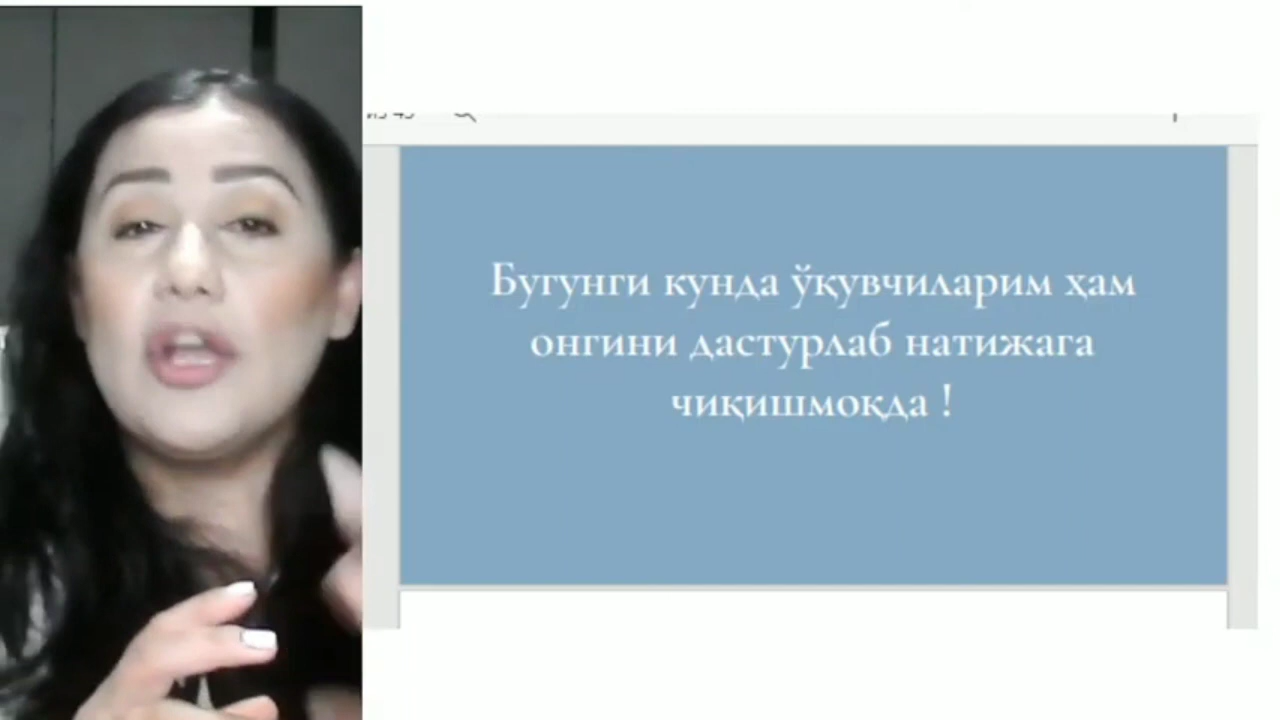 Бугунги кунда ўқувчиларим ҳам
онгини дастурлаб натижага
чиқишмоқда !